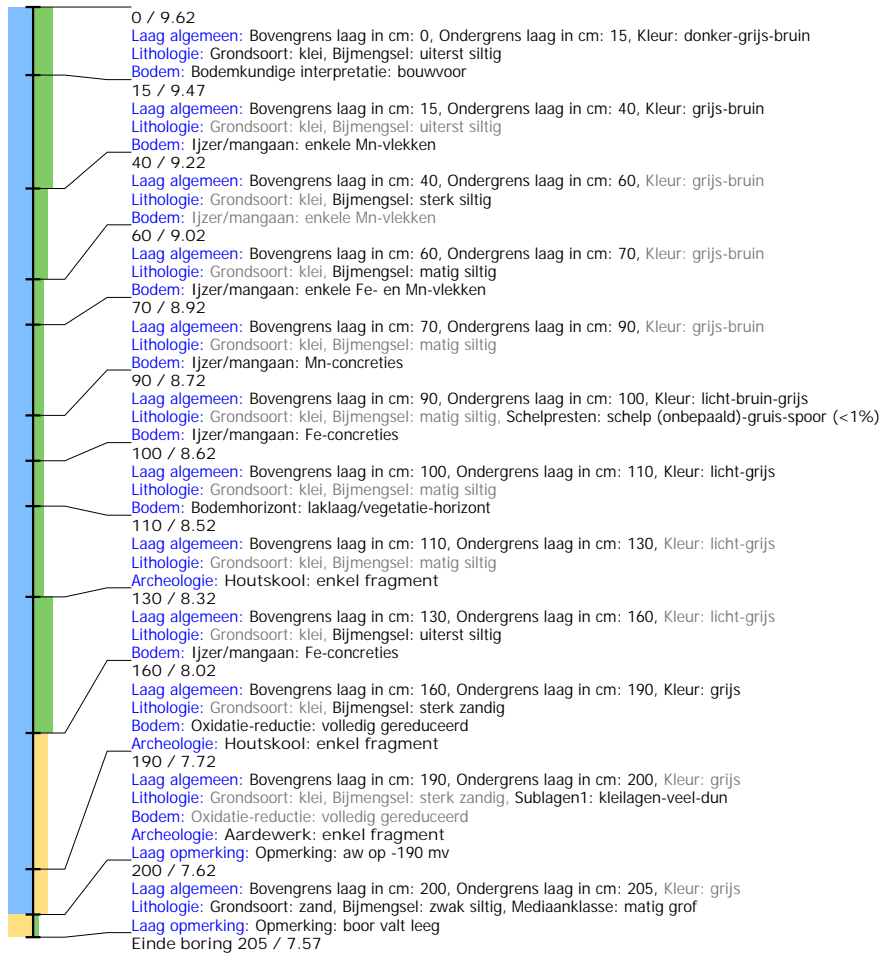 0 / 9.62
Laag algemeen: Bovengrens laag in cm: 0, Ondergrens laag in cm: 15, Kleur: donker-grijs-bruin
Lithologie: Grondsoort: klei, Bijmengsel: uiterst siltig
Bodem: Bodemkundige interpretatie: bouwvoor
15 / 9.47
Laag algemeen: Bovengrens laag in cm: 15, Ondergrens laag in cm: 40, Kleur: grijs-bruin
Lithologie: Grondsoort: klei, Bijmengsel: uiterst siltig
Bodem: Ijzer/mangaan: enkele Mn-vlekken
40 / 9.22
Laag algemeen: Bovengrens laag in cm: 40, Ondergrens laag in cm: 60, Kleur: grijs-bruin
Lithologie: Grondsoort: klei, Bijmengsel: sterk siltig
Bodem: Ijzer/mangaan: enkele Mn-vlekken
60 / 9.02
Laag algemeen: Bovengrens laag in cm: 60, Ondergrens laag in cm: 70, Kleur: grijs-bruin
Lithologie: Grondsoort: klei, Bijmengsel: matig siltig
Bodem: Ijzer/mangaan: enkele Fe- en Mn-vlekken
70 / 8.92
Laag algemeen: Bovengrens laag in cm: 70, Ondergrens laag in cm: 90, Kleur: grijs-bruin
Lithologie: Grondsoort: klei, Bijmengsel: matig siltig
Bodem: Ijzer/mangaan: Mn-concreties
90 / 8.72
Laag algemeen: Bovengrens laag in cm: 90, Ondergrens laag in cm: 100, Kleur: licht-bruin-grijs
Lithologie: Grondsoort: klei, Bijmengsel: matig siltig, Schelpresten: schelp (onbepaald)-gruis-spoor (<1%)
Bodem: Ijzer/mangaan: Fe-concreties
100 / 8.62
Laag algemeen: Bovengrens laag in cm: 100, Ondergrens laag in cm: 110, Kleur: licht-grijs
Lithologie: Grondsoort: klei, Bijmengsel: matig siltig
Bodem: Bodemhorizont: laklaag/vegetatie-horizont
110 / 8.52
Laag algemeen: Bovengrens laag in cm: 110, Ondergrens laag in cm: 130, Kleur: licht-grijs
Lithologie: Grondsoort: klei, Bijmengsel: matig siltig
Archeologie: Houtskool: enkel fragment
130 / 8.32
Laag algemeen: Bovengrens laag in cm: 130, Ondergrens laag in cm: 160, Kleur: licht-grijs
Lithologie: Grondsoort: klei, Bijmengsel: uiterst siltig
Bodem: Ijzer/mangaan: Fe-concreties
160 / 8.02
Laag algemeen: Bovengrens laag in cm: 160, Ondergrens laag in cm: 190, Kleur: grijs
Lithologie: Grondsoort: klei, Bijmengsel: sterk zandig
Bodem: Oxidatie-reductie: volledig gereduceerd
Archeologie: Houtskool: enkel fragment
190 / 7.72
Laag algemeen: Bovengrens laag in cm: 190, Ondergrens laag in cm: 200, Kleur: grijs
Lithologie: Grondsoort: klei, Bijmengsel: sterk zandig, Sublagen1: kleilagen-veel-dun
Bodem: Oxidatie-reductie: volledig gereduceerd
Archeologie: Aardewerk: enkel fragment
Laag opmerking: Opmerking: aw op -190 mv
200 / 7.62
Laag algemeen: Bovengrens laag in cm: 200, Ondergrens laag in cm: 205, Kleur: grijs
Lithologie: Grondsoort: zand, Bijmengsel: zwak siltig, Mediaanklasse: matig grof
Laag opmerking: Opmerking: boor valt leeg
Einde boring 205 / 7.57